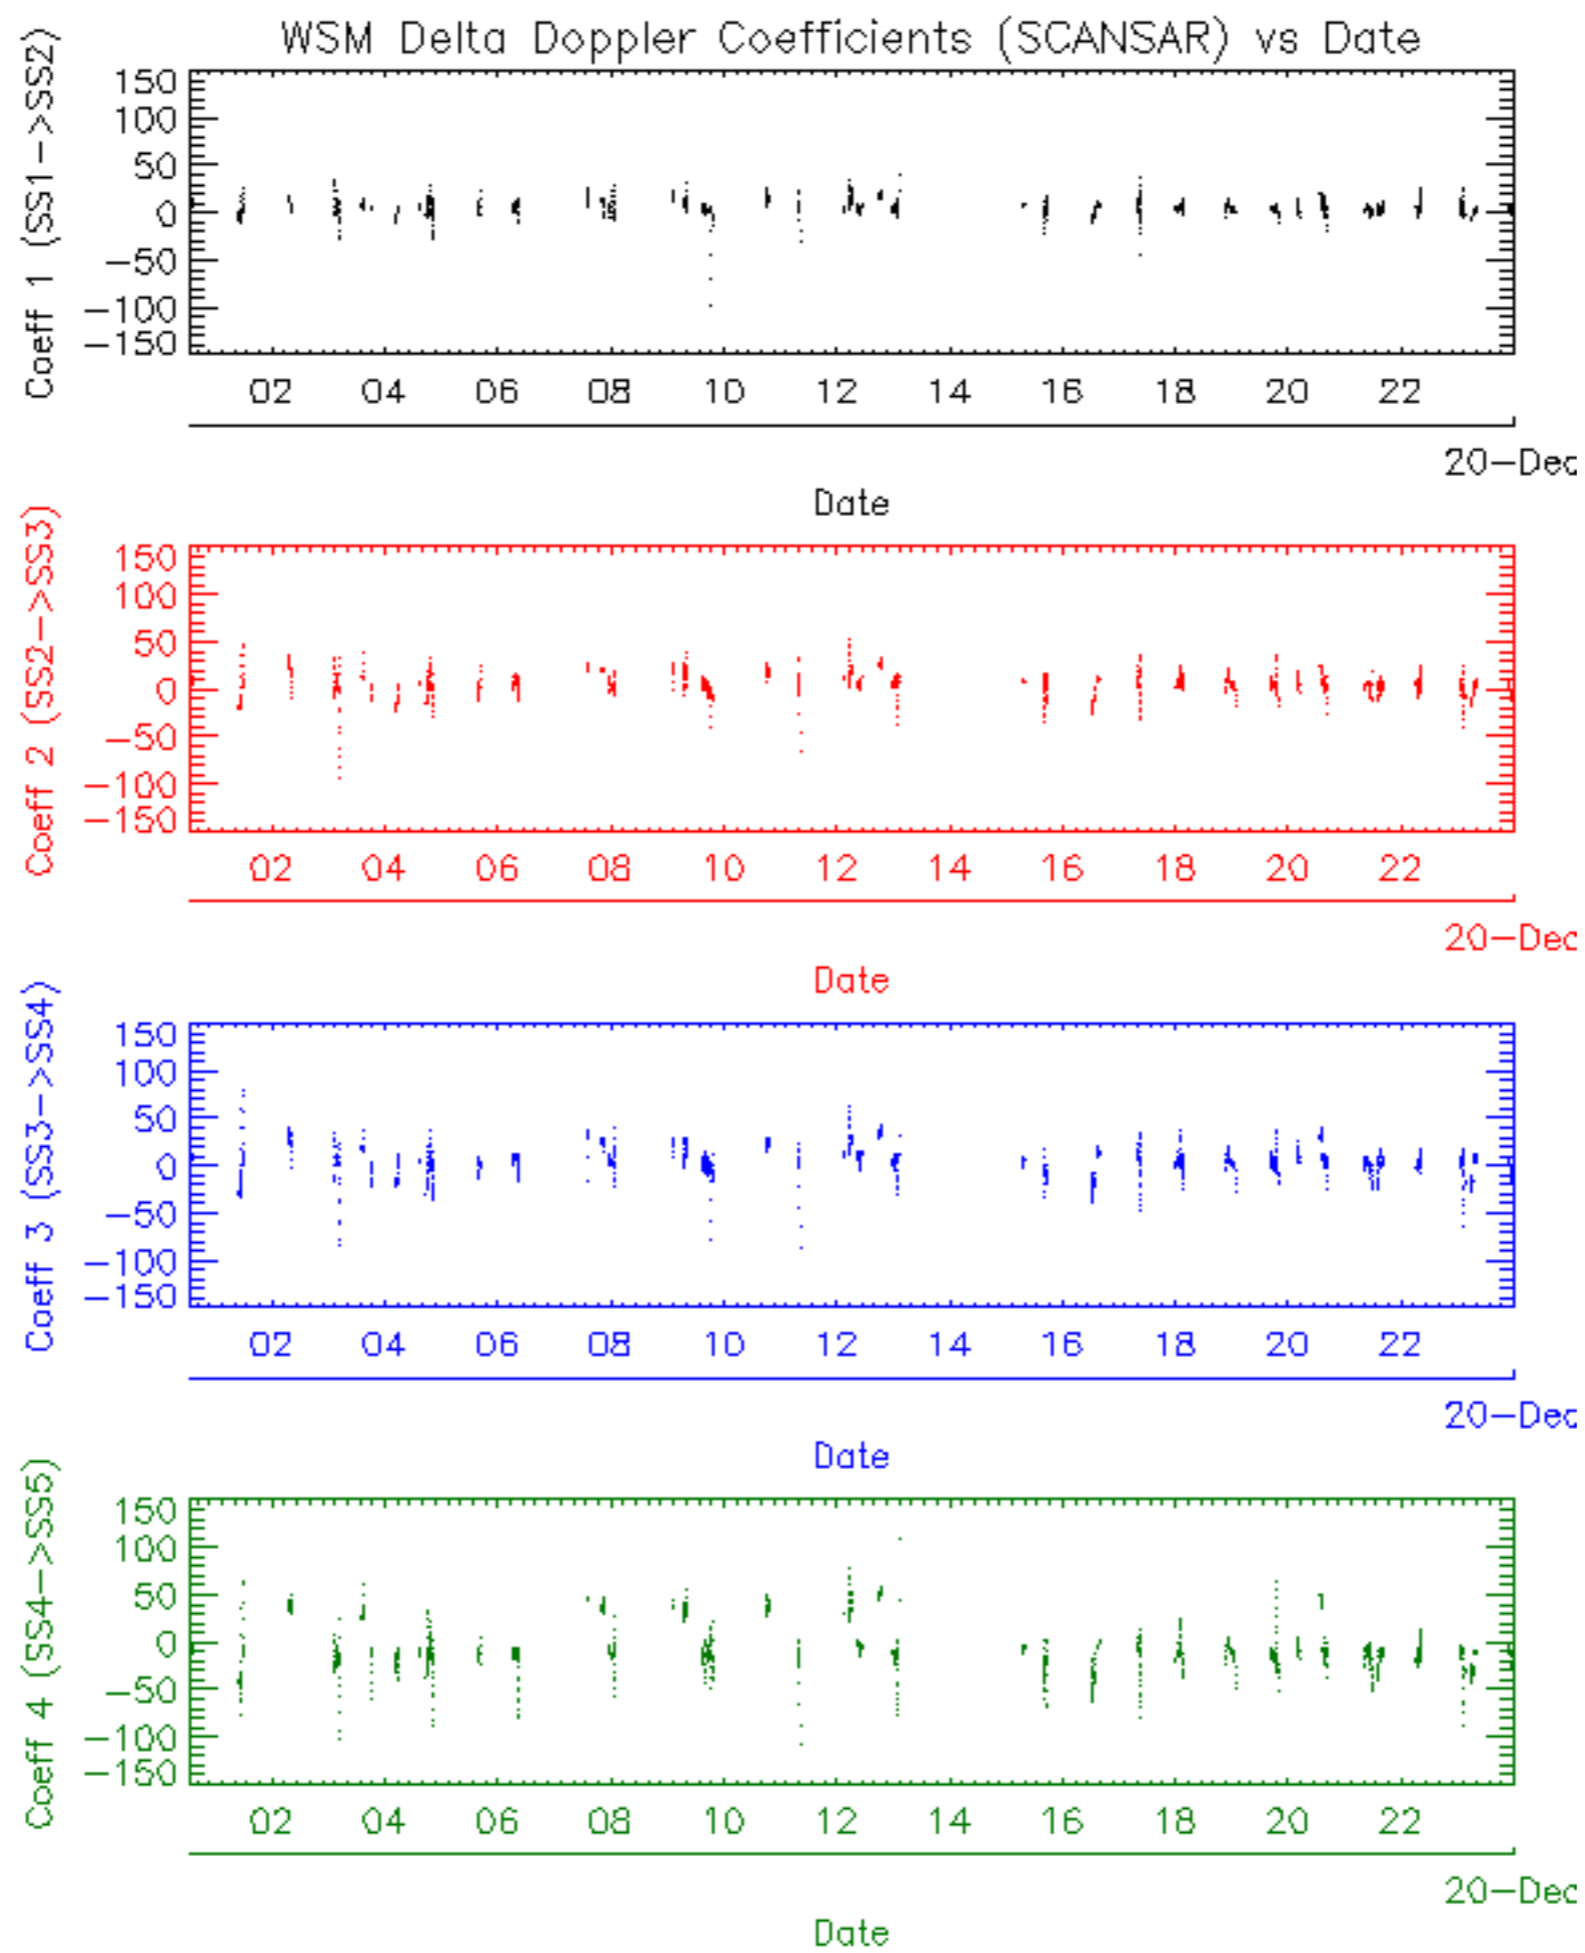 WSM Delta Doppler Coefficients (SCANSAR) vs Date
Coeff 1 (SS1->SS2)
150
100
50
0
-50
-100
-150
02 04 06 08 10 12 14 16 18 20 22
20-Dec
Date
Coeff 2 (SS2->SS3)
150
100
50
0
-50
-100
-150
02 04 06 08 10 12 14 16 18 20 22
20-Dec
Date
Coeff 3 (SS3->SS4)
150
100
50
0
-50
-100
-150
02 04 06 08 10 12 14 16 18 20 22
20-Dec
Date
Coeff 4 (SS4->SS5)
150
100
50
0
-50
-100
-150
02 04 06 08 10 12 14 16 18 20 22
20-Dec
Date